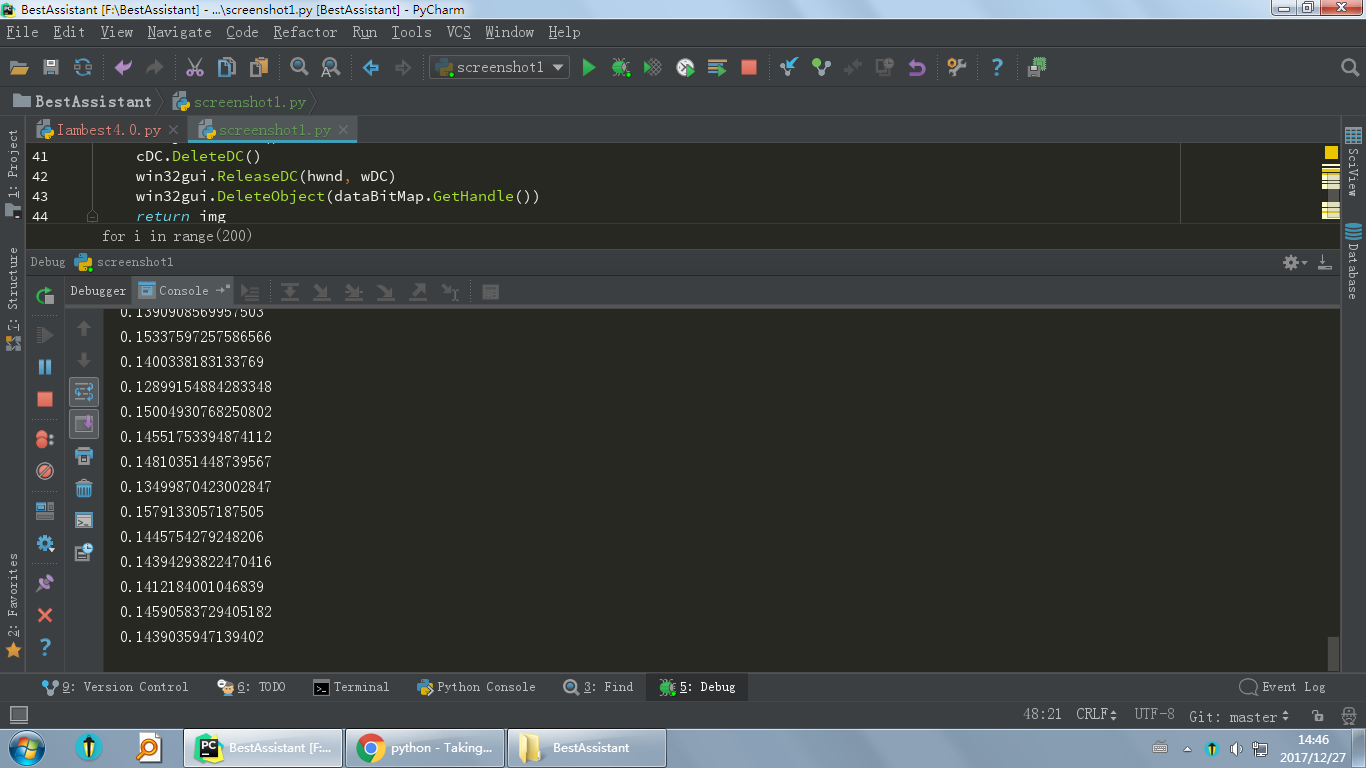 BestAssistant [F:\BestAssistant] - ...\screenshot1.py [BestAssistant] - PyCharm
File Edit View Navigate Code Refactor Run Tools VCS Window Help
screenshot1
BestAssistant screenshot1.py
Iambest4.0.py screenshot1.py
41 cDC.DeleteDC()
42 win32gui.ReleaseDC(hwnd, wDC)
43 win32gui.DeleteObject(dataBitMap.GetHandle())
44 return img
for i in range(200)
Debug screenshot1
Debugger Console
0.1390908569957503
0.15337597257586566
0.1400338183133769
0.12899154884283348
0.15004930768250802
0.14551753394874112
0.14810351448739567
0.13499870423002847
0.1579133057187505
0.1445754279248206
0.14394293822470416
0.1412184001046839
0.14590583729405182
0.1439035947139402
1: Project
7: Structure
2: Favorites
SciView
Database
9: Version Control 6: TODO Terminal Python Console 3: Find 5: Debug Event Log
48:21 CRLF UTF-8 Git: master
BestAssistant [F:... python - Taking... BestAssistant
14:46
2017/12/27